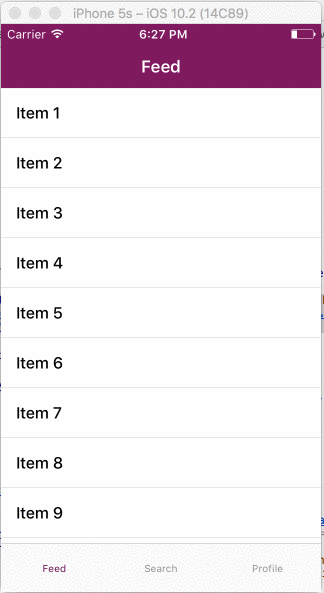 iPhone 5s – iOS 10.2 (14C89)
Carrier 6:27 PM
Feed
Item 1
Item 2
Item 3
Item 4
Item 5
Item 6
Item 7
Item 8
Item 9
Feed Search Profile